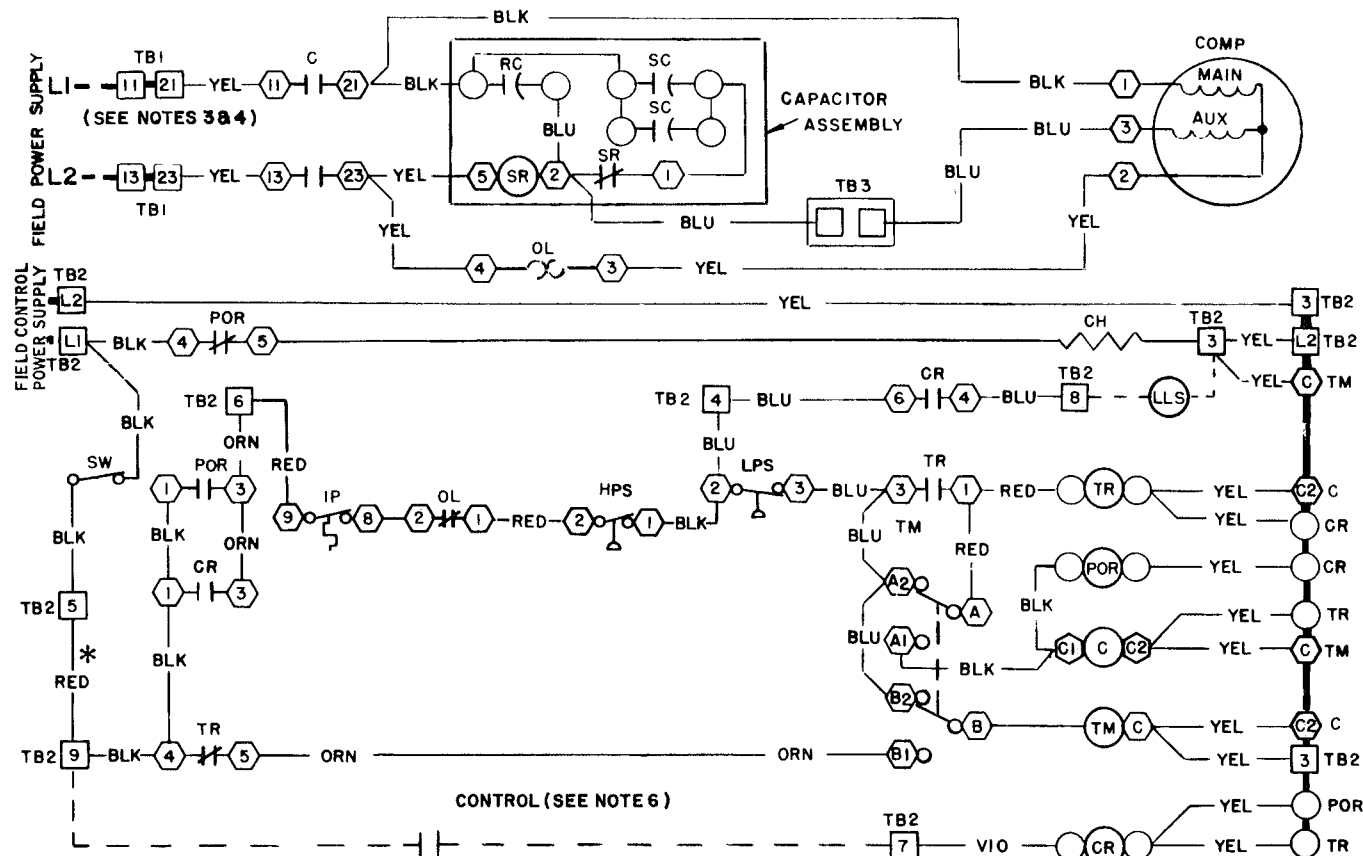 BLK
TB1 C RC SC COMP
FIELD POWER SUPPLY
L1 11 21 YEL 11 21 BLK BLK 1 MAIN
(SEE NOTES 3&4)
SC CAPACITOR ASSEMBLY
BLU BLU 3 AUX
L2 13 23 YEL 13 23 YEL 5 SR 2 SR 1 2
TB1
BLU TB3 BLU
YEL YEL
4 OL 3 YEL
FIELD CONTROL POWER SUPPLY
TB2 L2 YEL 3 TB2
L1 BLK 4 POR 5 CH TB2 3 YEL L2 TB2
TB2
YEL C TM
TB2 6 TB2 4 BLU 6 CR 4 BLU TB2 8 LLS
BLK ORN RED BLU
SW 1 POR 3 2 LPS 3 BLU 3 TR 1 RED TR YEL C2 C
9 IP 8 2 OL 1 RED 2 HPS 1 BLK
YEL CR
BLK BLK ORN BLU TM RED
1 CR 3 A2 A POR YEL CR
TB2 5
BLK
YEL TR
BLU A1 BLK C1 C C2 YEL C TM
*
RED BLK
B2 B TM C YEL C2 C
TB2 9 BLK 4 TR 5 ORN ORN B1 YEL 3 TB2
CONTROL (SEE NOTE 6)
YEL POR
TB2 7 VIO CR YEL TR